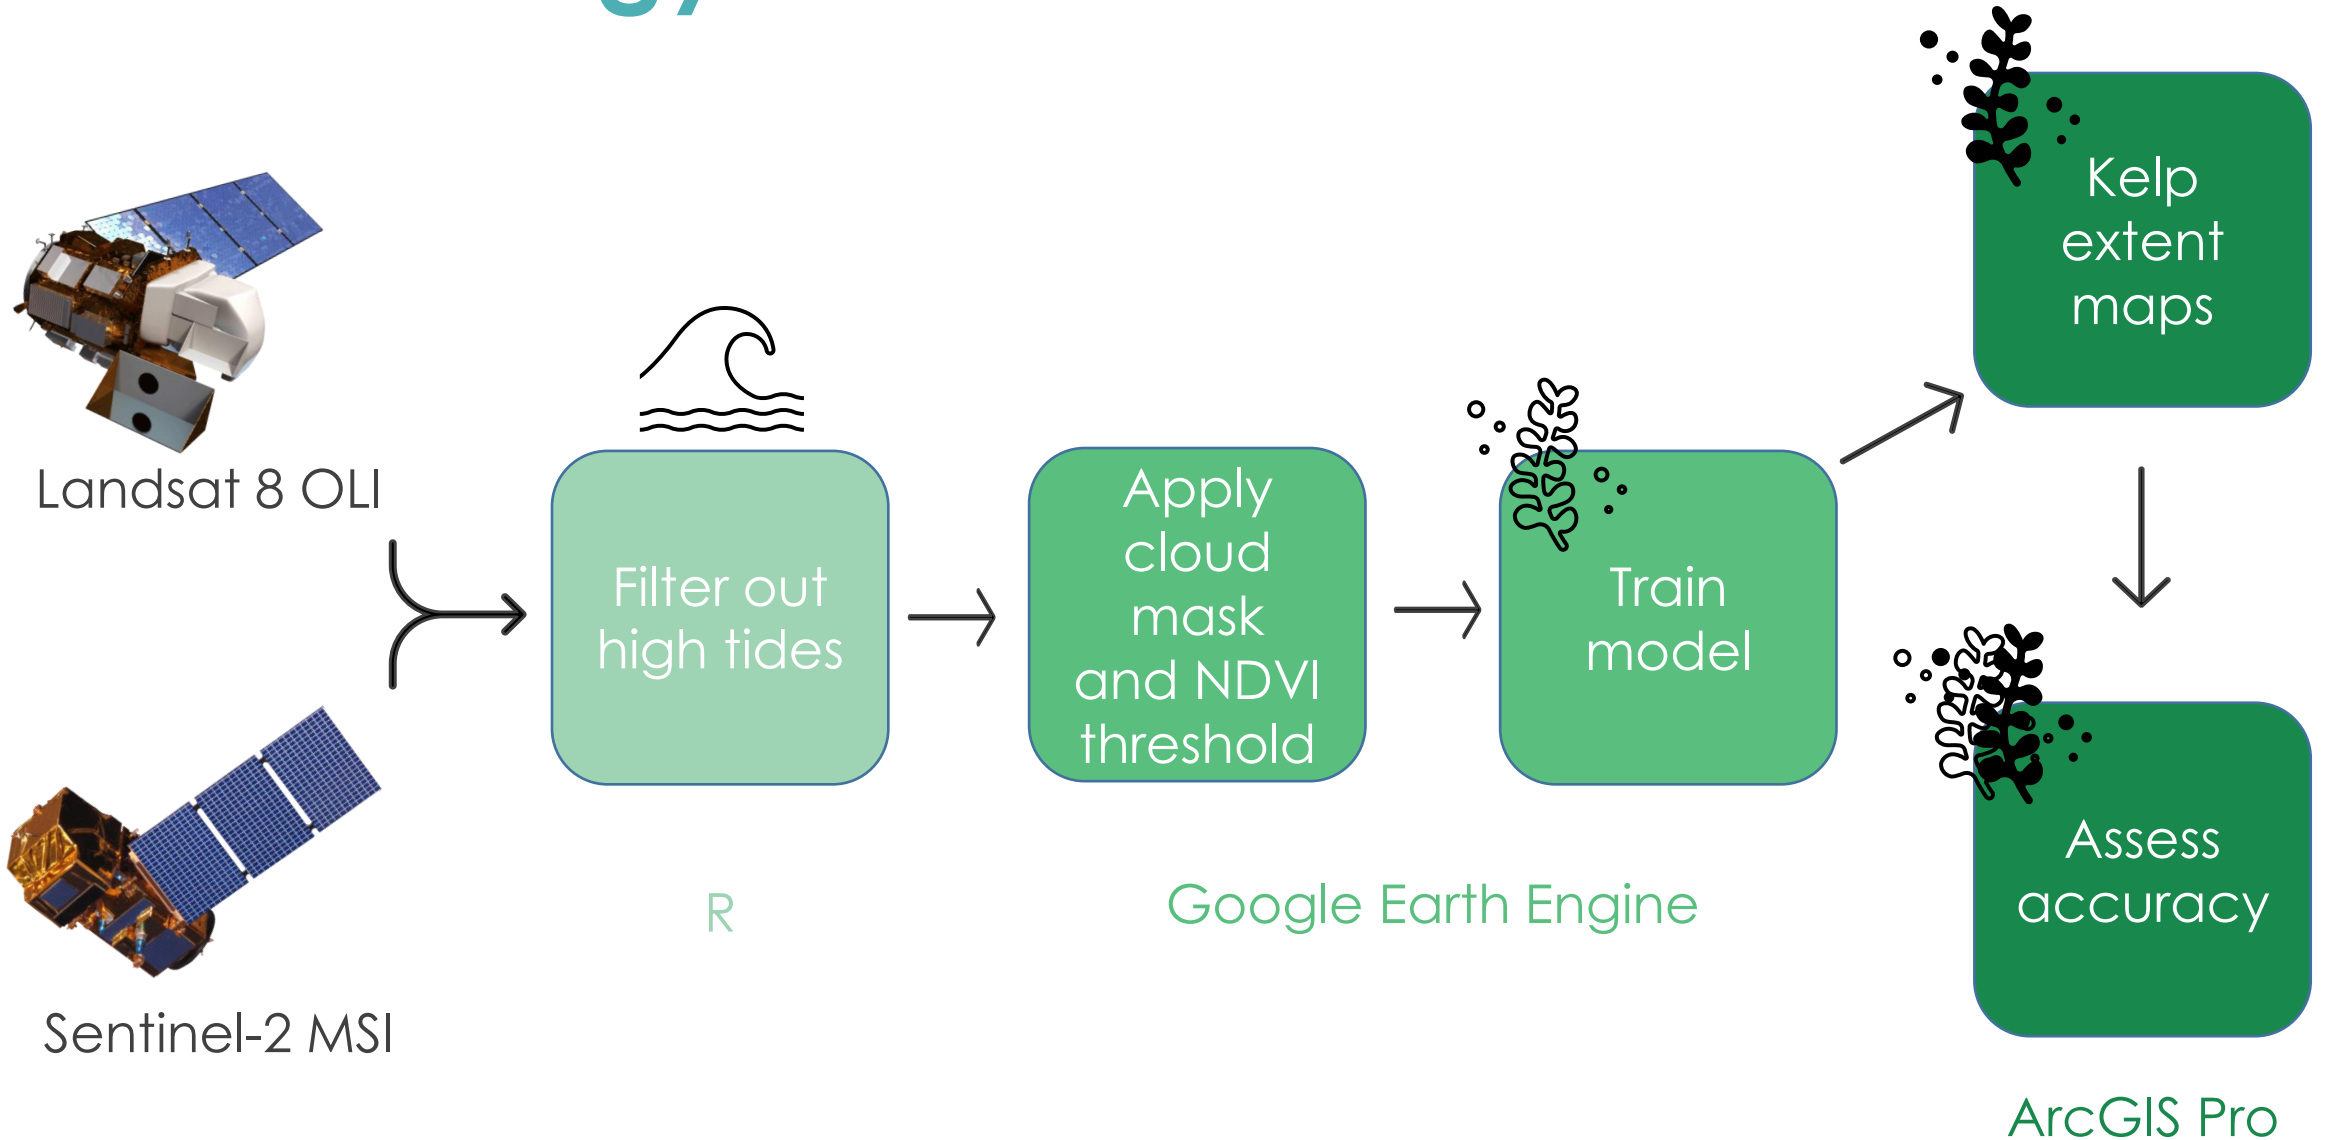 Landsat 8 OLI
Sentinel-2 MSI
Filter out
high tides
R
Apply
cloud
mask
and NDVI
threshold
Train
model
Google Earth Engine
Kelp
extent
maps
Assess
accuracy
ArcGIS Pro